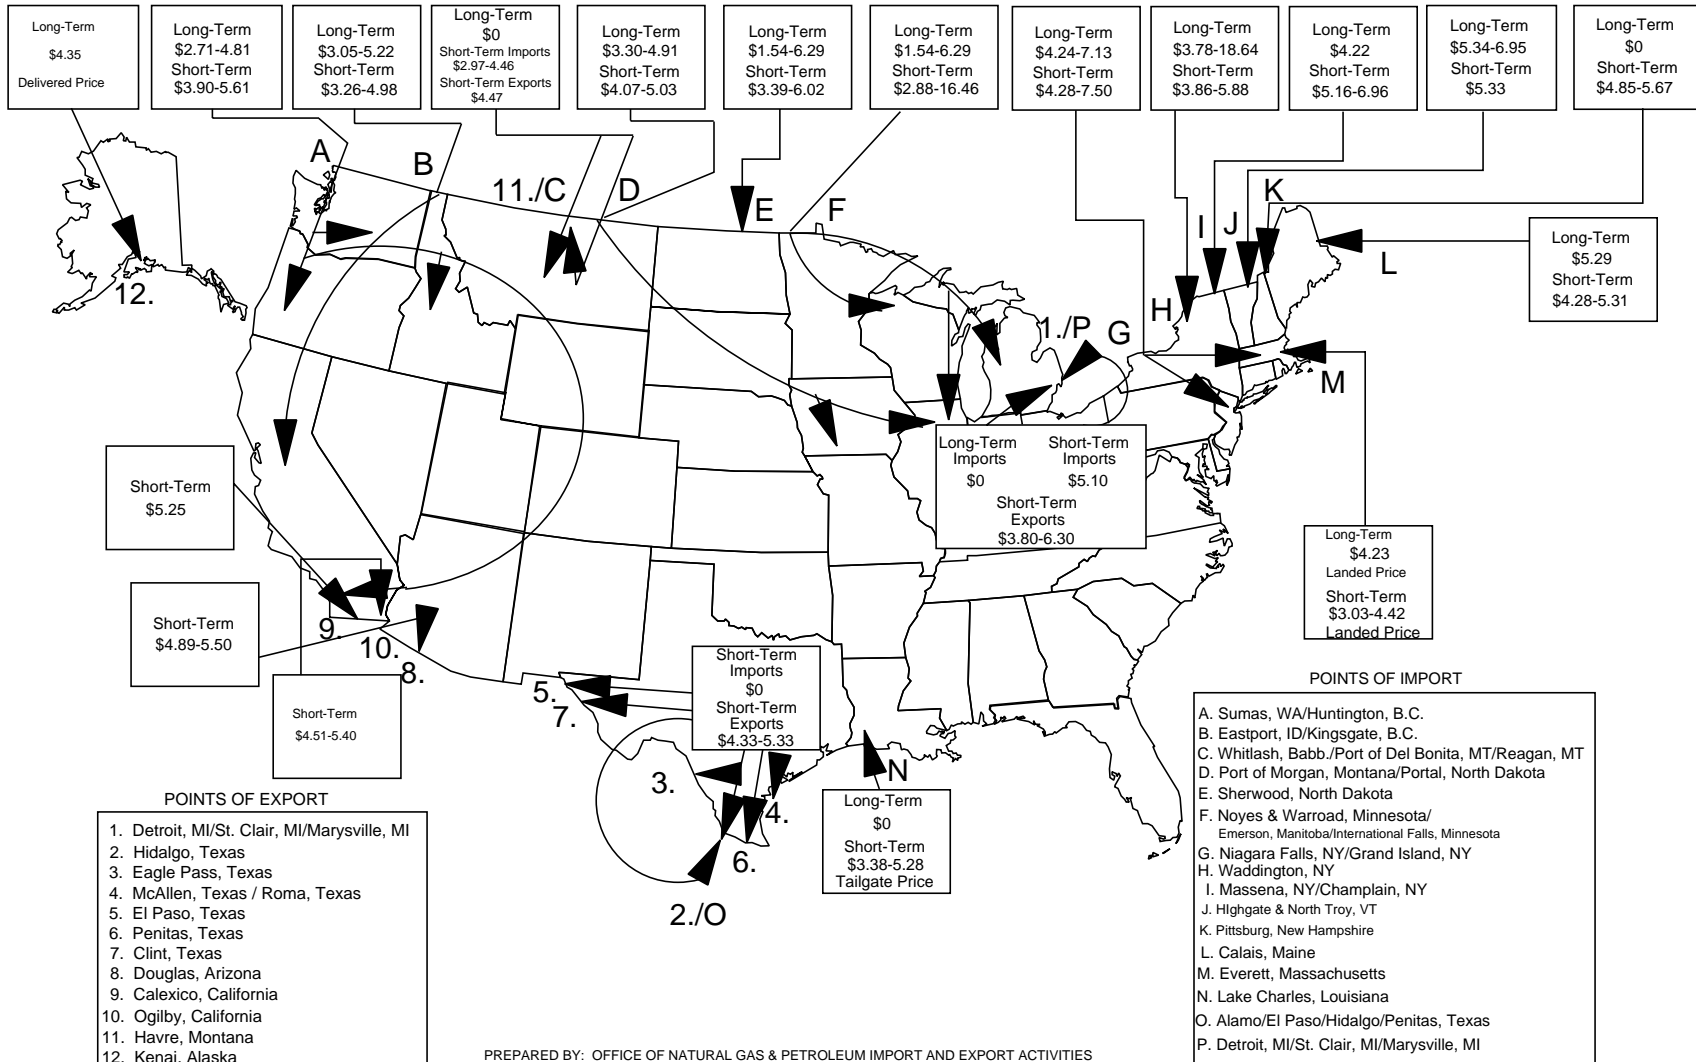 Long-Term
$4.35
Delivered Price
Long-Term
$2.71-4.81
Short-Term
$3.90-5.61
Long-Term
$3.05-5.22
Short-Term
$3.26-4.98
Long-Term
$0
Short-Term Imports
$2.97-4.46
Short-Term Exports
$4.47
Long-Term
$3.30-4.91
Short-Term
$4.07-5.03
Long-Term
$1.54-6.29
Short-Term
$3.39-6.02
Long-Term
$1.54-6.29
Short-Term
$2.88-16.46
Long-Term
$4.24-7.13
Short-Term
$4.28-7.50
Long-Term
$3.78-18.64
Short-Term
$3.86-5.88
Long-Term
$4.22
Short-Term
$5.16-6.96
Long-Term
$5.34-6.95
Short-Term
$5.33
Long-Term
$0
Short-Term
$4.85-5.67
A
B
11./C
D
E
F
1./P
G
H
I
J
K
L
M
12.
Long-Term
$5.29
Short-Term
$4.28-5.31
Long-Term
Imports
$0
Short-Term
Imports
$5.10
Short-Term
Exports
$3.80-6.30
Short-Term
$5.25
Short-Term
$4.89-5.50
Short-Term
$4.51-5.40
9.
10.
8.
5.
7.
3.
4.
6.
2./O
N
Short-Term
Imports
$0
Short-Term
Exports
$4.33-5.33
Long-Term
$0
Short-Term
$3.38-5.28
Tailgate Price
Long-Term
$4.23
Landed Price
Short-Term
$3.03-4.42
Landed Price
POINTS OF EXPORT
1. Detroit, MI/St. Clair, MI/Marysville, MI
2. Hidalgo, Texas
3. Eagle Pass, Texas
4. McAllen, Texas / Roma, Texas
5. El Paso, Texas
6. Penitas, Texas
7. Clint, Texas
8. Douglas, Arizona
9. Calexico, California
10. Ogilby, California
11. Havre, Montana
12. Kenai, Alaska
POINTS OF IMPORT
A. Sumas, WA/Huntington, B.C.
B. Eastport, ID/Kingsgate, B.C.
C. Whitlash, Babb./Port of Del Bonita, MT/Reagan, MT
D. Port of Morgan, Montana/Portal, North Dakota
E. Sherwood, North Dakota
F. Noyes & Warroad, Minnesota/
Emerson, Manitoba/International Falls, Minnesota
G. Niagara Falls, NY/Grand Island, NY
H. Waddington, NY
I. Massena, NY/Champlain, NY
J. HIghgate & North Troy, VT
K. Pittsburg, New Hampshire
L. Calais, Maine
M. Everett, Massachusetts
N. Lake Charles, Louisiana
O. Alamo/El Paso/Hidalgo/Penitas, Texas
P. Detroit, MI/St. Clair, MI/Marysville, MI
PREPARED BY: OFFICE OF NATURAL GAS & PETROLEUM IMPORT AND EXPORT ACTIVITIES